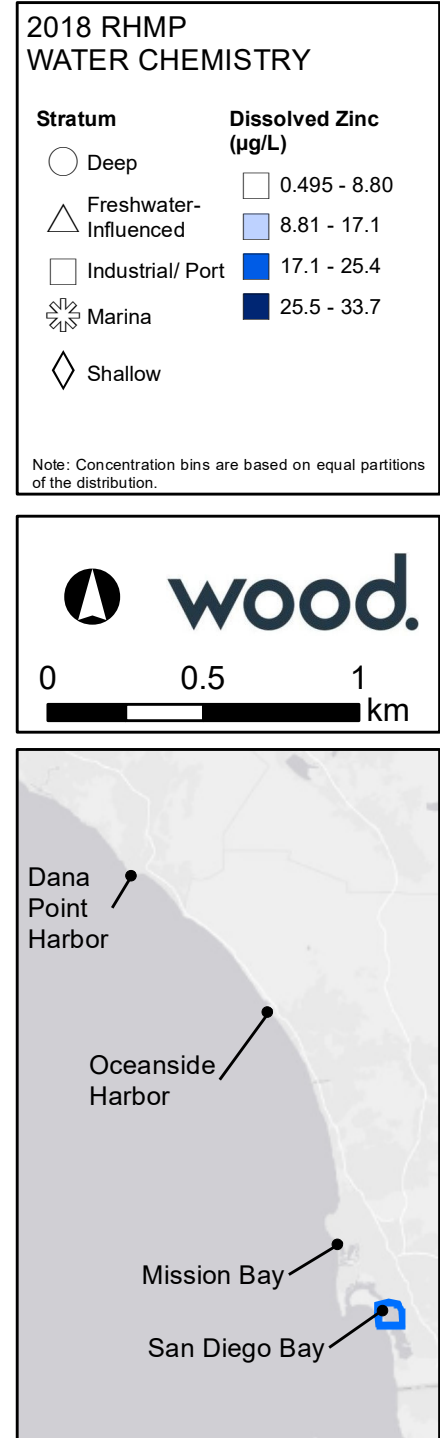 2018 RHMP
WATER CHEMISTRY
Stratum
Deep
Freshwater-
Influenced
Industrial/ Port
Marina
Shallow
Dissolved Zinc
(µg/L)
0.495 - 8.80
8.81 - 17.1
17.1 - 25.4
25.5 - 33.7
Note: Concentration bins are based on equal partitions
of the distribution.
wood.
0 0.5 1
km
Dana
Point
Harbor
Oceanside
Harbor
Mission Bay
San Diego Bay